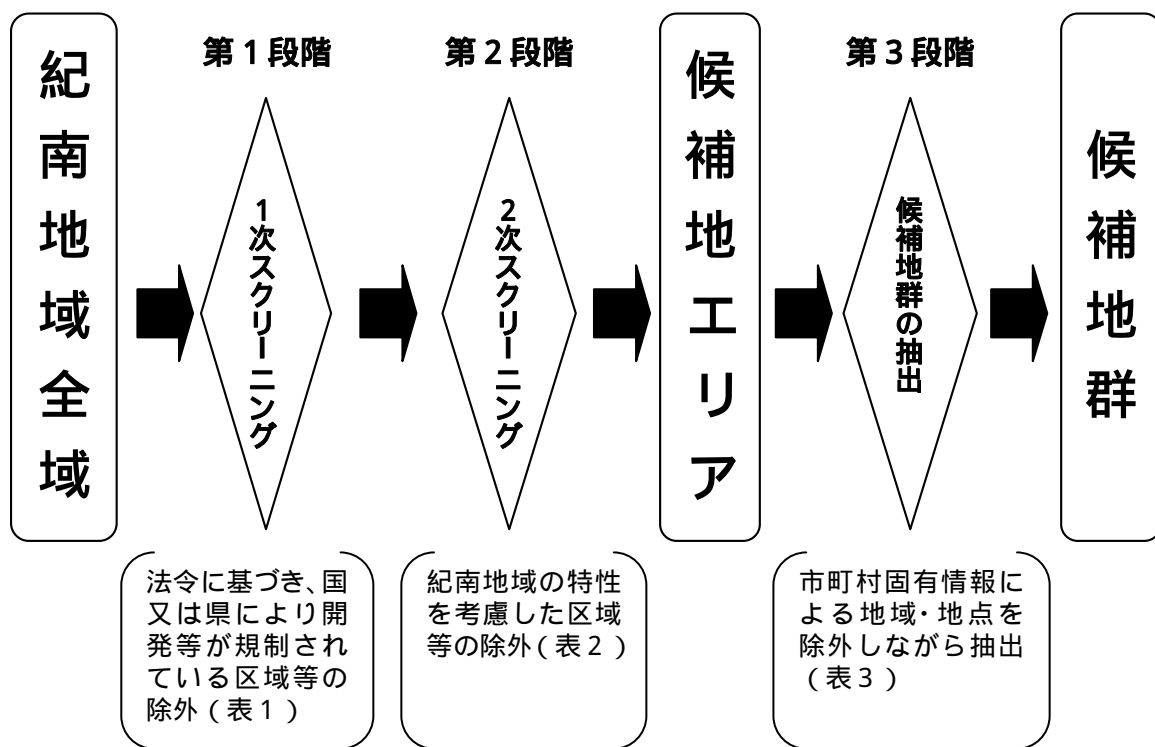 紀南地域全域
第1段階
1次スクリーニング
法令に基づき、国
又は県により開
発等が規制され
ている区域等の
除外(表1)
第2段階
2次スクリーニング
紀南地域の特性
を考慮した区域
等の除外(表2)
候補地エリア
第3段階
候補地群の抽出
市町村固有情報に
よる地域・地点を
除外しながら抽出
(表3)
候補地群